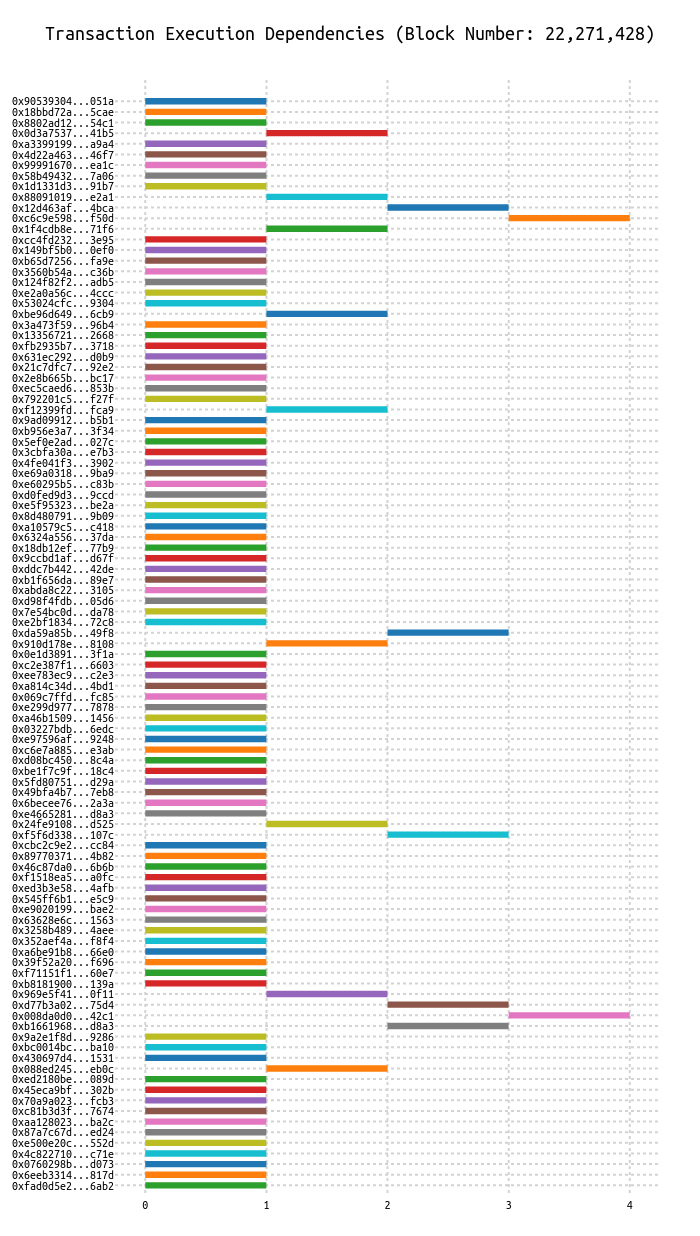 Transaction Execution Dependencies (Block Number: 22,271,428)
0x90539304...051a
0x18bbd72a...5cae
0x8802ad12...54c1
0x0d3a7537...41b5
0xa3399199...a9a4
0x4d22a463...46f7
0x99991670...ea1c
0x58b49432...7a06
0x1d1331d3...91b7
0x88091019...e2a1
0x12d463af...4bca
0xc6c9e598...f50d
0x1f4cdb8e...71f6
0xcc4fd232...3e95
0x149bf5b0...0ef0
0xb65d7256...fa9e
0x3560b54a...c36b
0x124f82f2...adb5
0xe2a0a56c...4ccc
0x53024cfc...9304
0xbe96d649...6cb9
0x3a473f59...96b4
0x13356721...2668
0xfb2935b7...3718
0x631ec292...d0b9
0x21c7dfc7...92e2
0x2e8b665b...bc17
0xec5caed6...853b
0x792201c5...f27f
0xf12399fd...fca9
0x9ad09912...b5b1
0xb956e3a7...3f34
0x5ef0e2ad...027c
0x3cbfa30a...e7b3
0x4fe041f3...3902
0xe69a0318...9ba9
0xe60295b5...c83b
0xd0fed9d3...9ccd
0xe5f95323...be2a
0x8d480791...9b09
0xa10579c5...c418
0x6324a556...37da
0x18db12ef...77b9
0x9ccbd1af...d67f
0xddc7b442...42de
0xb1f656da...89e7
0xabda8c22...3105
0xd98f4fdb...05d6
0x7e54bc0d...da78
0xe2bf1834...72c8
0xda59a85b...49f8
0x910d178e...8108
0x0e1d3891...3f1a
0xc2e387f1...6603
0xee783ec9...c2e3
0xa814c34d...4bd1
0x069c7ffd...fc85
0xe299d977...7878
0xa46b1509...1456
0x03227bdb...6edc
0xe97596af...9248
0xc6e7a885...e3ab
0xd08bc450...8c4a
0xbe1f7c9f...18c4
0x5fd80751...d29a
0x49bfa4b7...7eb8
0x6becee76...2a3a
0xe4665281...d8a3
0x24fe9108...d525
0xf5f6d338...107c
0xcbc2c9e2...cc84
0x89770371...4b82
0x46c87da0...6b6b
0xf1518ea5...a0fc
0xed3b3e58...4afb
0x545ff6b1...e5c9
0xe9020199...bae2
0x63628e6c...1563
0x3258b489...4aee
0x352aef4a...f8f4
0xa6be91b8...66e0
0x39f52a20...f696
0xf71151f1...60e7
0xb8181900...139a
0x969e5f41...0f11
0xd77b3a02...75d4
0x008da0d0...42c1
0xb1661968...d8a3
0x9a2e1f8d...9286
0xbc0014bc...ba10
0x430697d4...1531
0x088ed245...eb0c
0xed2180be...089d
0x45eca9bf...302b
0x70a9a023...fcb3
0xc81b3d3f...7674
0xaa128023...ba2c
0x87a7c67d...ed24
0xe500e20c...552d
0x4c822710...c71e
0x0760298b...d073
0x6eeb3314...817d
0xfad0d5e2...6ab2
0 1 2 3 4